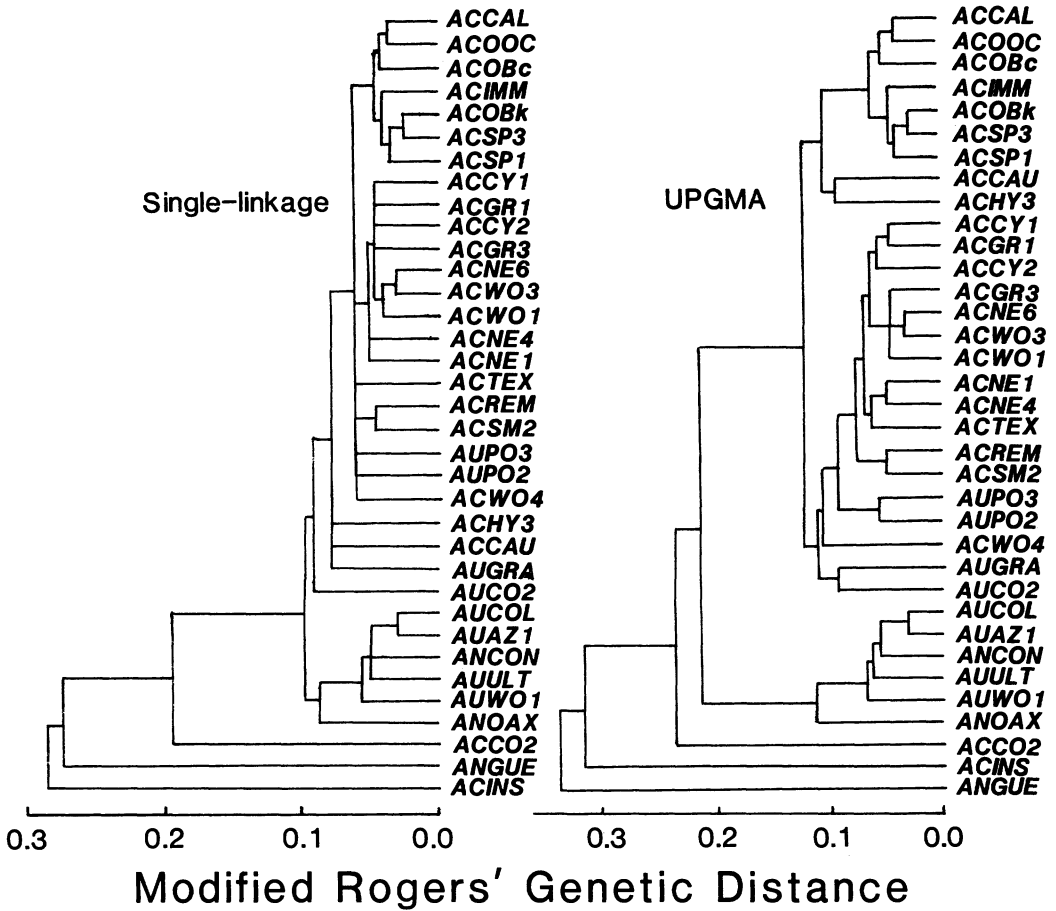 Single-linkage
ACCAL
ACOOC
ACOBc
ACIMM
ACOBk
ACSP3
ACSP1
ACCY1
ACGR1
ACCY2
ACGR3
ACNE6
ACWO3
ACWO1
ACNE4
ACNE1
ACTEX
ACREM
ACSM2
AUPO3
AUPO2
ACWO4
ACHY3
ACCAU
AUGRA
AUCO2
AUCOL
AUAZ1
ANCON
AUULT
AUWO1
ANOAX
ACCO2
ANGUE
ACINS
0.3 0.2 0.1 0.0
UPGMA
ACCAL
ACOOC
ACOBc
ACIMM
ACOBk
ACSP3
ACSP1
ACCAU
ACHY3
ACCY1
ACGR1
ACCY2
ACGR3
ACNE6
ACWO3
ACWO1
ACNE1
ACNE4
ACTEX
ACREM
ACSM2
AUPO3
AUPO2
ACWO4
AUGRA
AUCO2
AUCOL
AUAZ1
ANCON
AUULT
AUWO1
ANOAX
ACCO2
ACINS
ANGUE
0.3 0.2 0.1 0.0
Modified Rogers' Genetic Distance